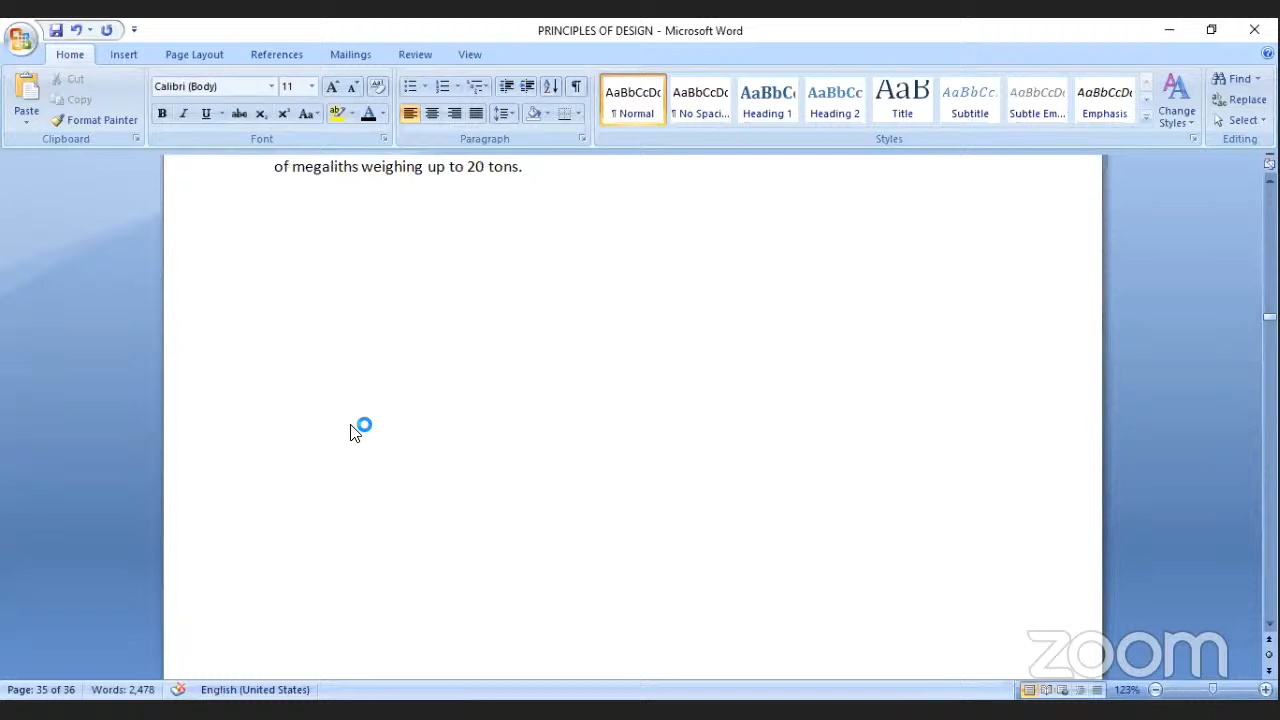 PRINCIPLES OF DESIGN - Microsoft Word
Home Insert Page Layout References Mailings Review View
Paste
Cut
Copy
Format Painter
Clipboard
Calibri (Body) 11
Font
Paragraph
AaBbCcDc AaBbCcDc AaBbC AaBbCc AaB AaBbCc. AaBbCcDc AaBbCcDc
¶ Normal ¶ No Spaci... Heading 1 Heading 2 Title Subtitle Subtle Em... Emphasis
Change Styles
Styles
Find
Replace
Select
Editing
of megaliths weighing up to 20 tons.
zoom
Page: 35 of 36 Words: 2,478 English (United States) 123%